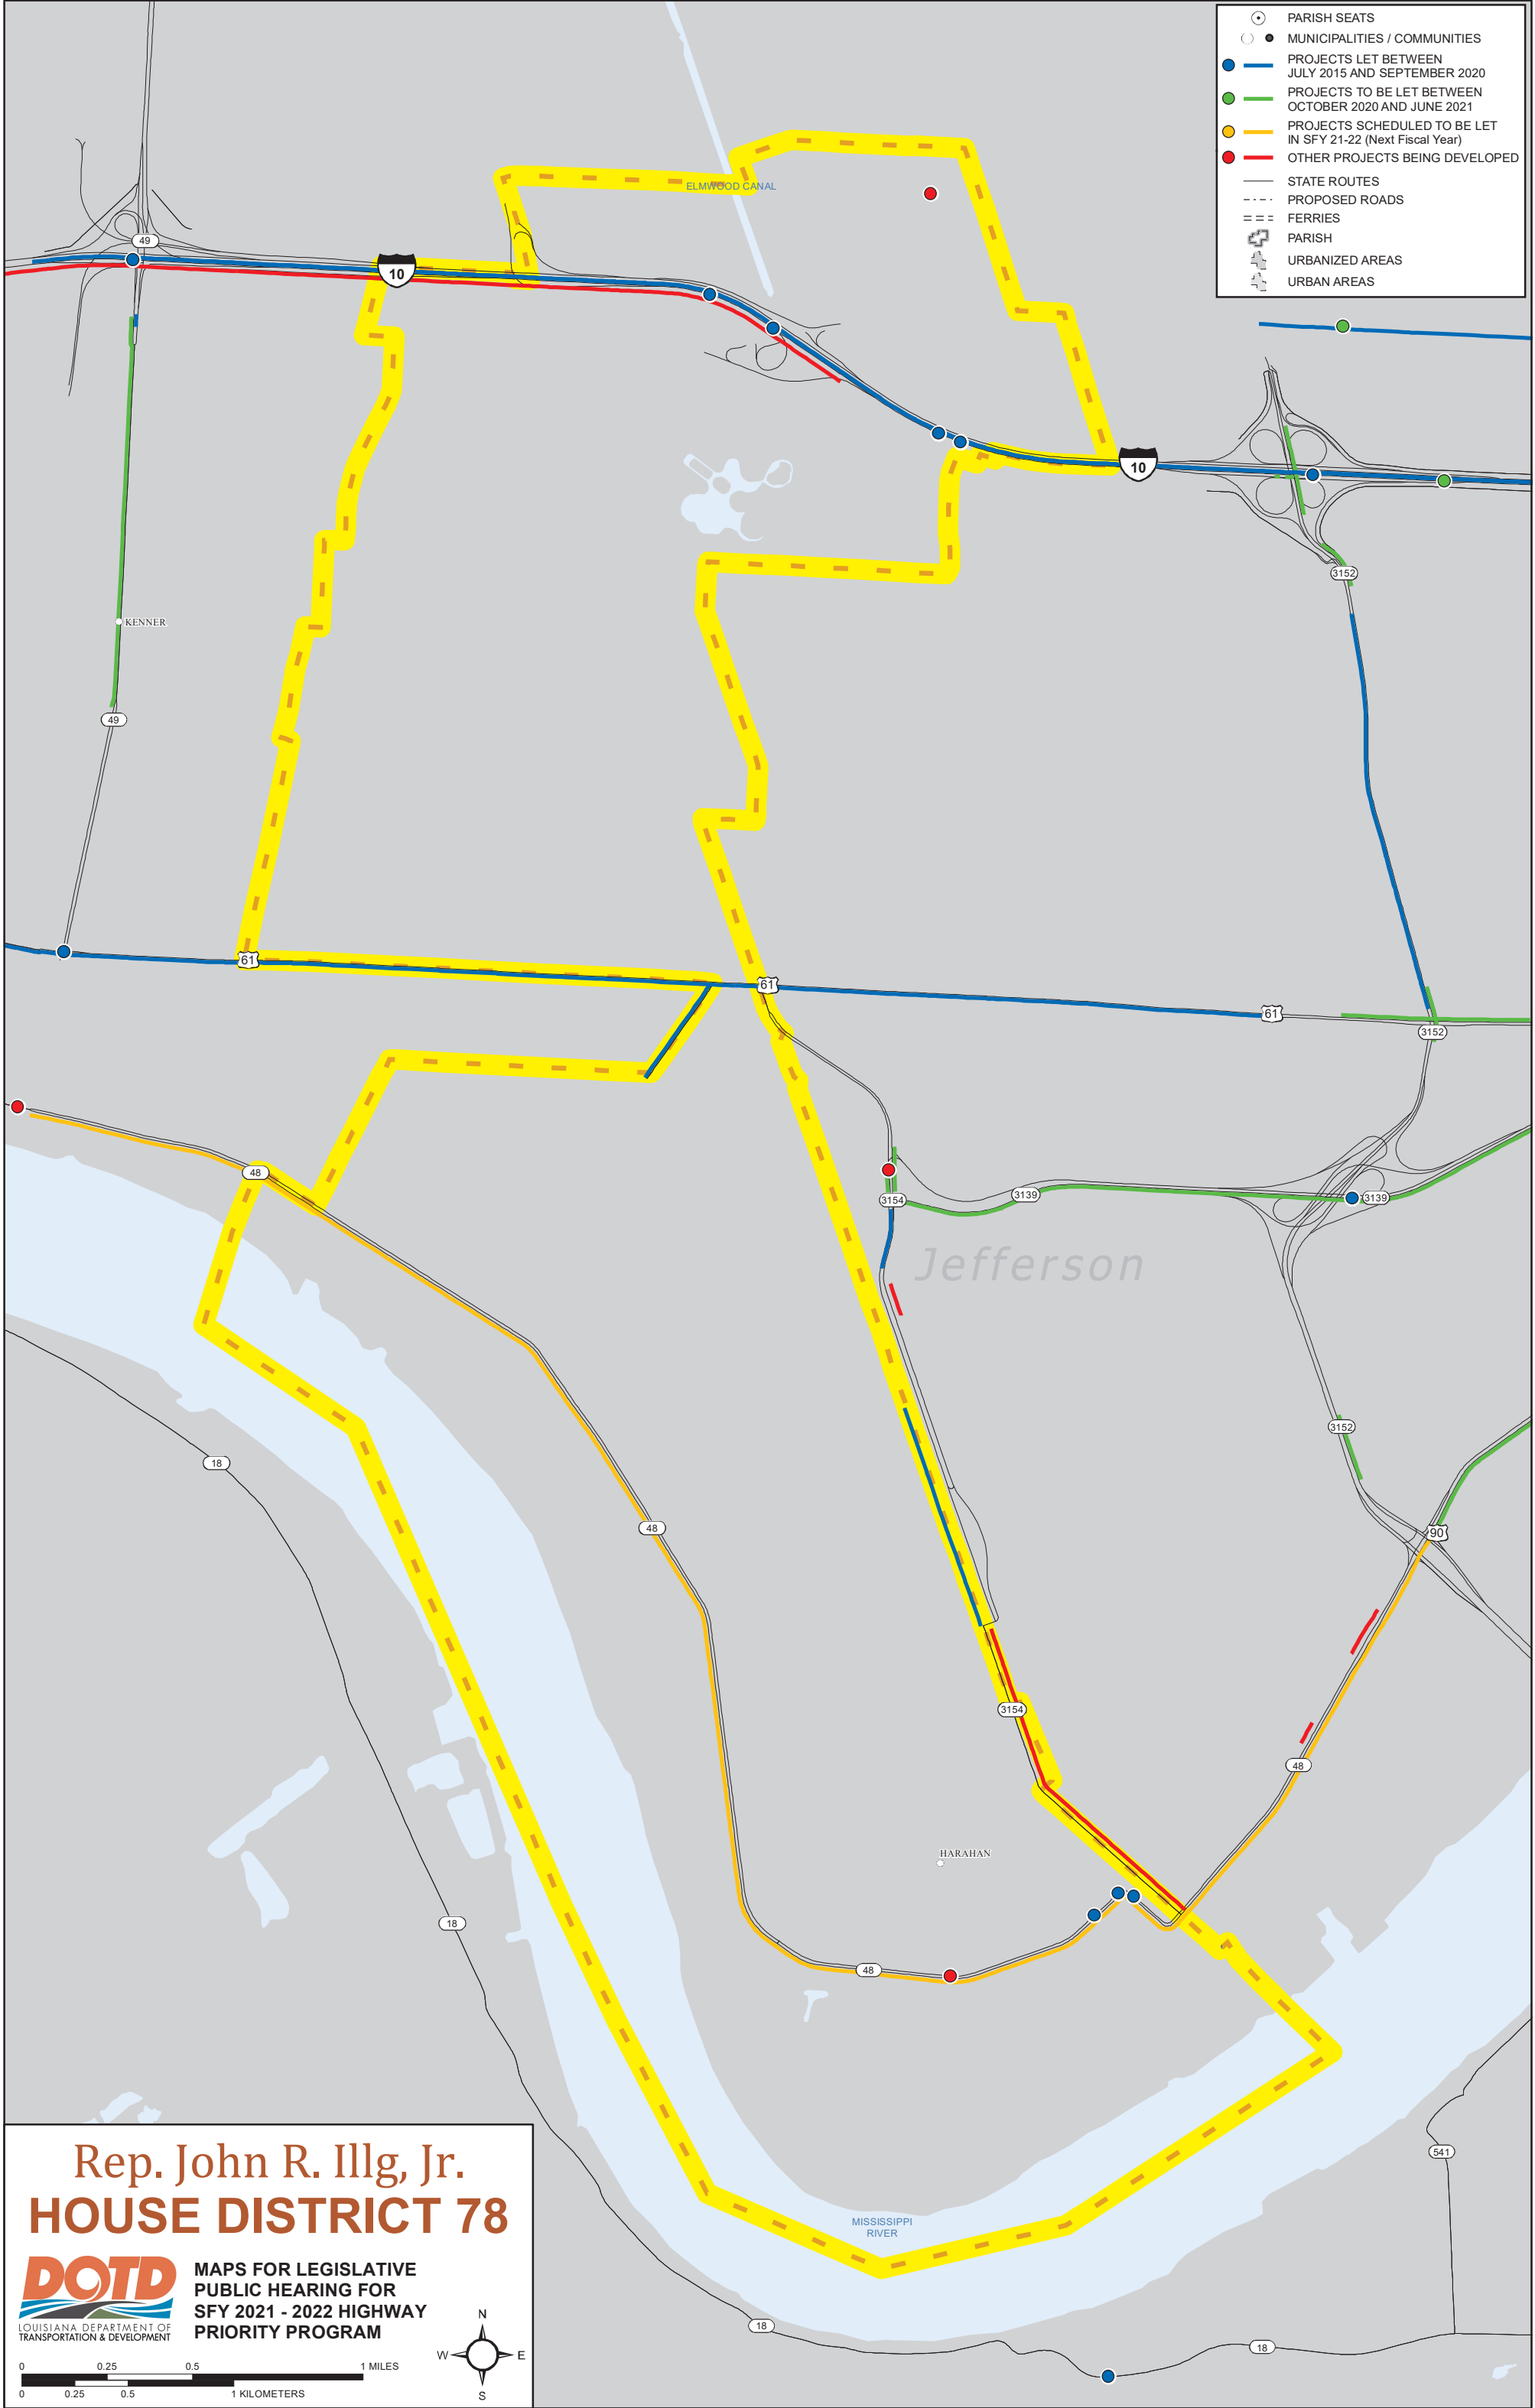 PARISH SEATS
MUNICIPALITIES / COMMUNITIES
PROJECTS LET BETWEEN
JULY 2015 AND SEPTEMBER 2020
PROJECTS TO BE LET BETWEEN
OCTOBER 2020 AND JUNE 2021
PROJECTS SCHEDULED TO BE LET
IN SFY 21-22 (Next Fiscal Year)
OTHER PROJECTS BEING DEVELOPED
STATE ROUTES
PROPOSED ROADS
FERRIES
PARISH
URBANIZED AREAS
URBAN AREAS
ELMWOOD CANAL
49
10
10
3152
KENNER
49
61
61
61
3152
48
3154
3139
3139
Jefferson
3152
18
48
90
3154
48
HARAHAN
18
48
541
MISSISSIPPI
RIVER
18
18
Rep. John R. Illg, Jr.
HOUSE DISTRICT 78
DOTD
LOUISIANA DEPARTMENT OF
TRANSPORTATION & DEVELOPMENT
MAPS FOR LEGISLATIVE
PUBLIC HEARING FOR
SFY 2021 - 2022 HIGHWAY
PRIORITY PROGRAM
N
W E
S
0 0.25 0.5 1 MILES
0 0.25 0.5 1 KILOMETERS